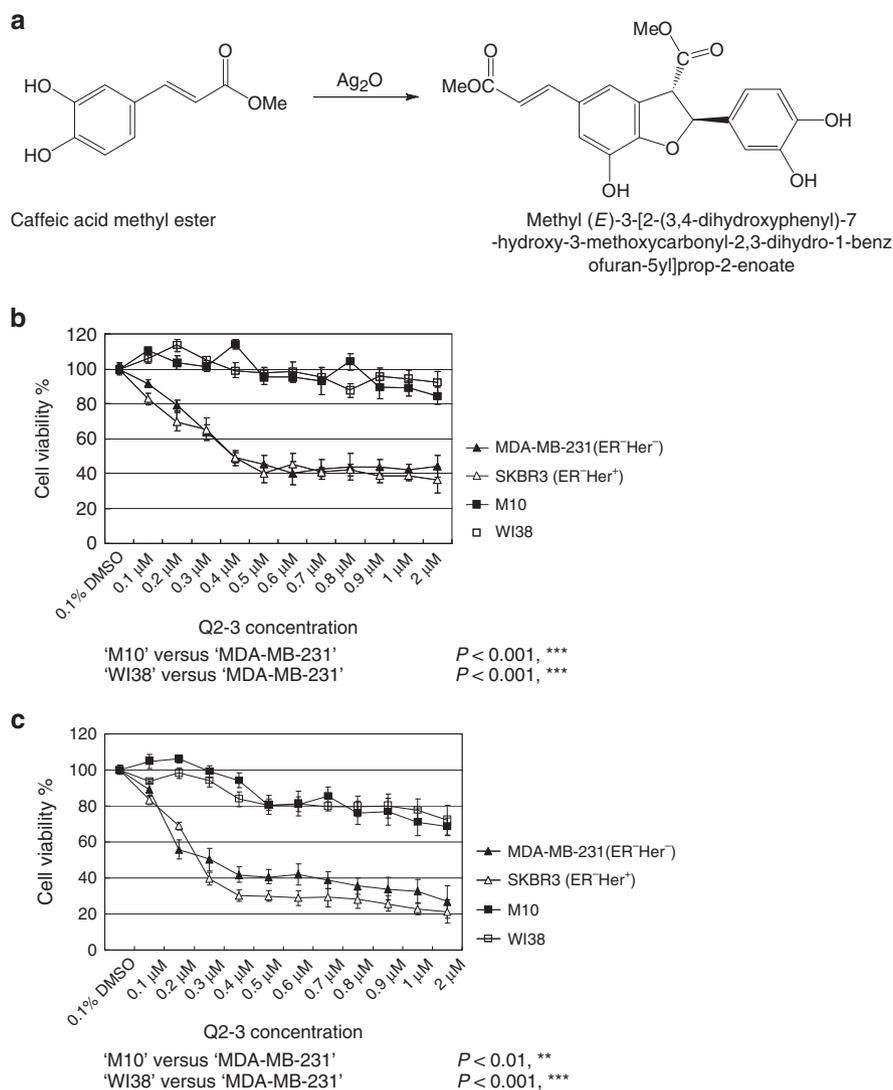 a
O
HO
OMe
HO
Ag2O
MeO
O
C
O
MeO
O
OH
OH
OH
Caffeic acid methyl ester
Methyl (E)-3-[2-(3,4-dihydroxyphenyl)-7
-hydroxy-3-methoxycarbonyl-2,3-dihydro-1-benz
ofuran-5yl]prop-2-enoate
b
Cell viability %
120
100
80
60
40
20
0
0.1% DMSO
0.1 µM
0.2 µM
0.3 µM
0.4 µM
0.5 µM
0.6 µM
0.7 µM
0.8 µM
0.9 µM
1 µM
2 µM
Q2-3 concentration
MDA-MB-231(ER⁻Her⁻)
SKBR3 (ER⁻Her⁺)
M10
WI38
'M10' versus 'MDA-MB-231' P < 0.001, ***
'WI38' versus 'MDA-MB-231' P < 0.001, ***
c
Cell viability %
120
100
80
60
40
20
0
0.1% DMSO
0.1 µM
0.2 µM
0.3 µM
0.4 µM
0.5 µM
0.6 µM
0.7 µM
0.8 µM
0.9 µM
1 µM
2 µM
Q2-3 concentration
MDA-MB-231(ER⁻Her⁻)
SKBR3 (ER⁻Her⁺)
M10
WI38
'M10' versus 'MDA-MB-231' P < 0.01, **
'WI38' versus 'MDA-MB-231' P < 0.001, ***